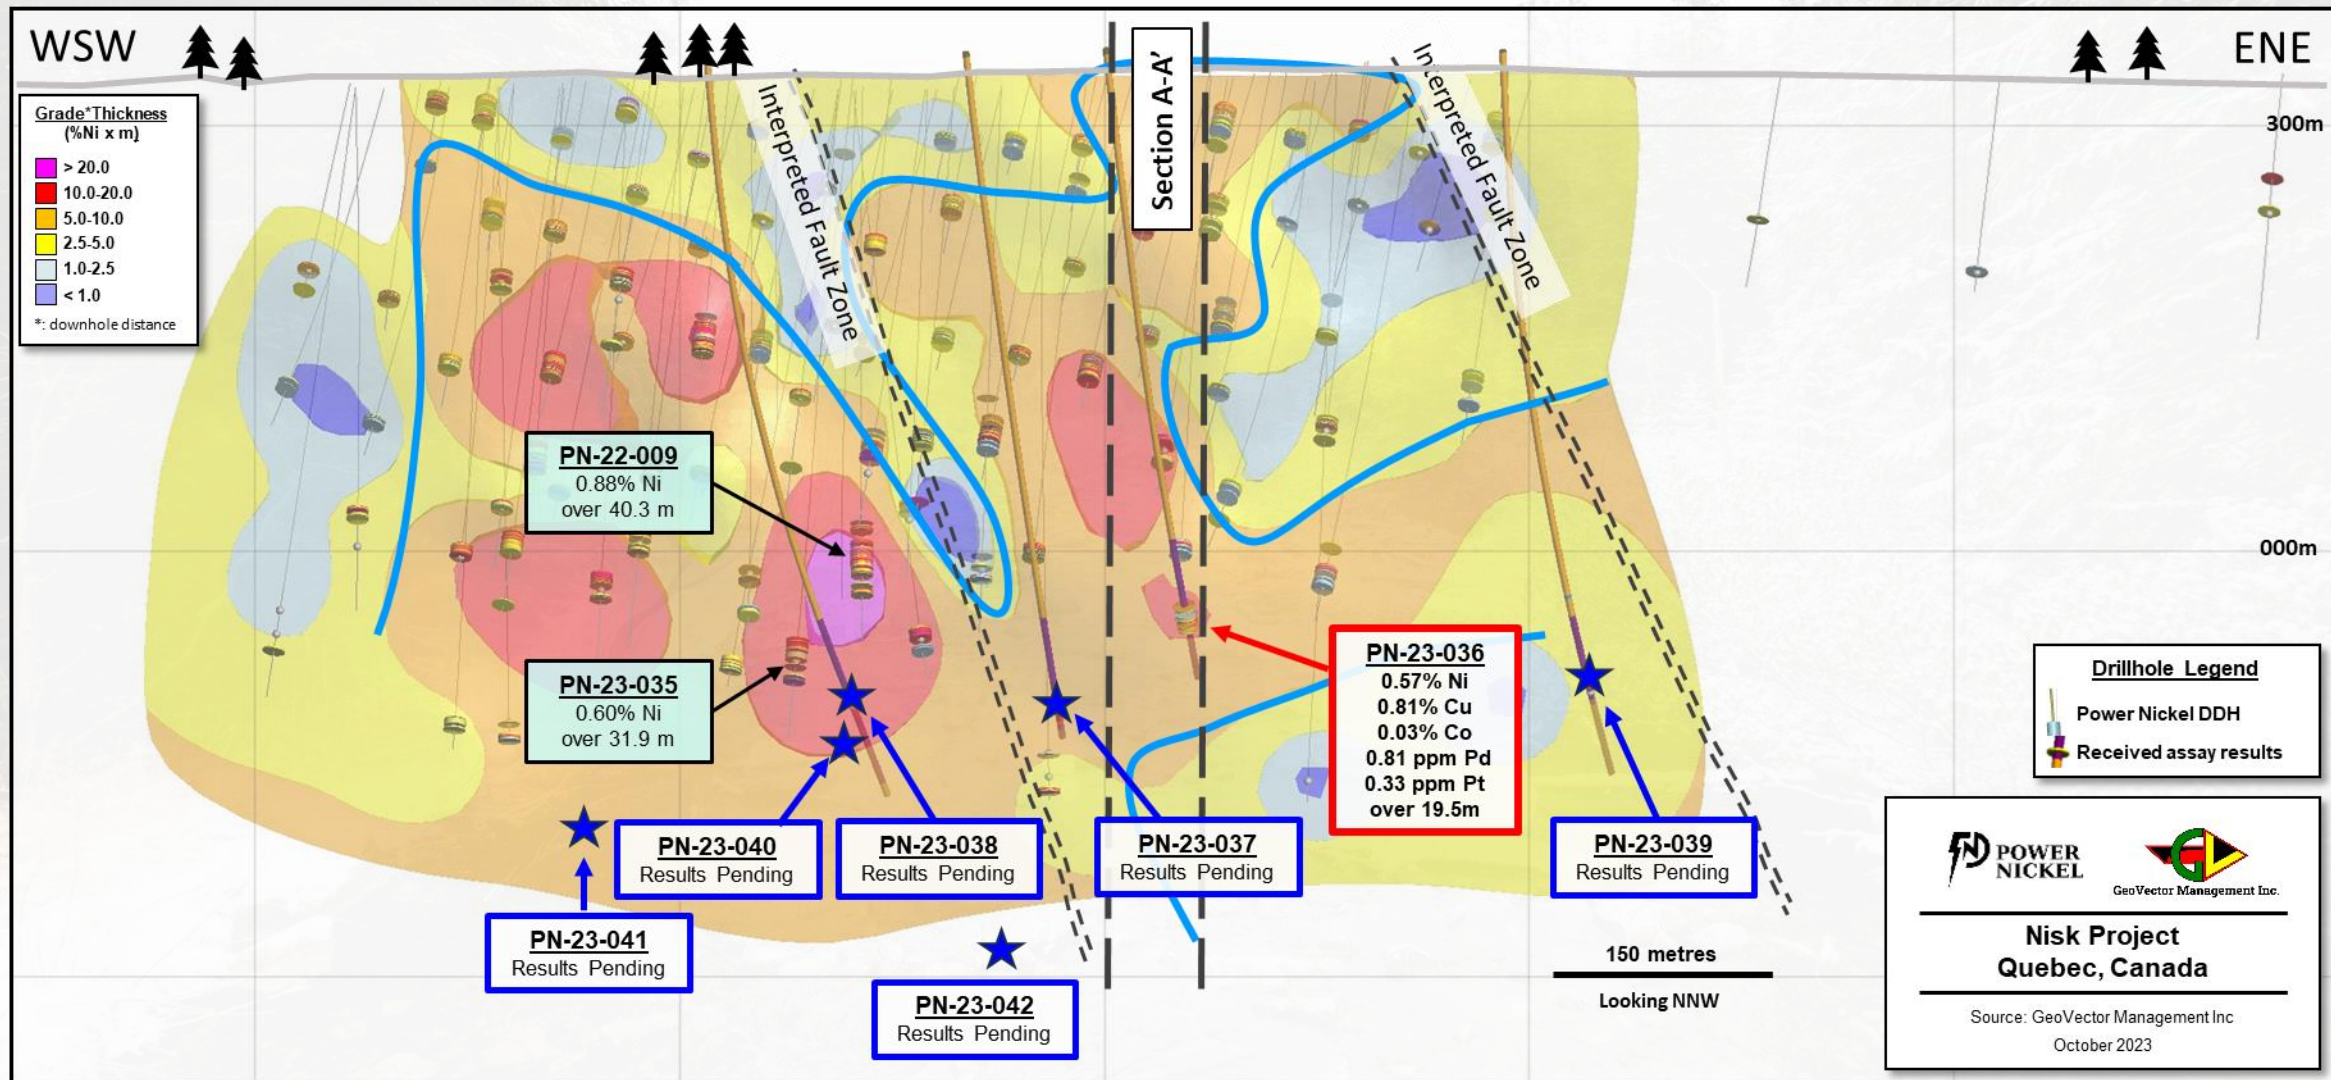 WSW
ENE
Grade*Thickness
(%Ni x m)
> 20.0
10.0-20.0
5.0-10.0
2.5-5.0
1.0-2.5
< 1.0
*: downhole distance
Interpreted Fault Zone
Section A-A'
Interpreted Fault Zone
300m
000m
PN-22-009
0.88% Ni
over 40.3 m
PN-23-035
0.60% Ni
over 31.9 m
PN-23-036
0.57% Ni
0.81% Cu
0.03% Co
0.81 ppm Pd
0.33 ppm Pt
over 19.5m
PN-23-040
Results Pending
PN-23-038
Results Pending
PN-23-037
Results Pending
PN-23-039
Results Pending
PN-23-041
Results Pending
PN-23-042
Results Pending
150 metres
Looking NNW
Drillhole Legend
Power Nickel DDH
Received assay results
POWER
NICKEL
GeoVector Management Inc.
Nisk Project
Quebec, Canada
Source: GeoVector Management Inc
October 2023